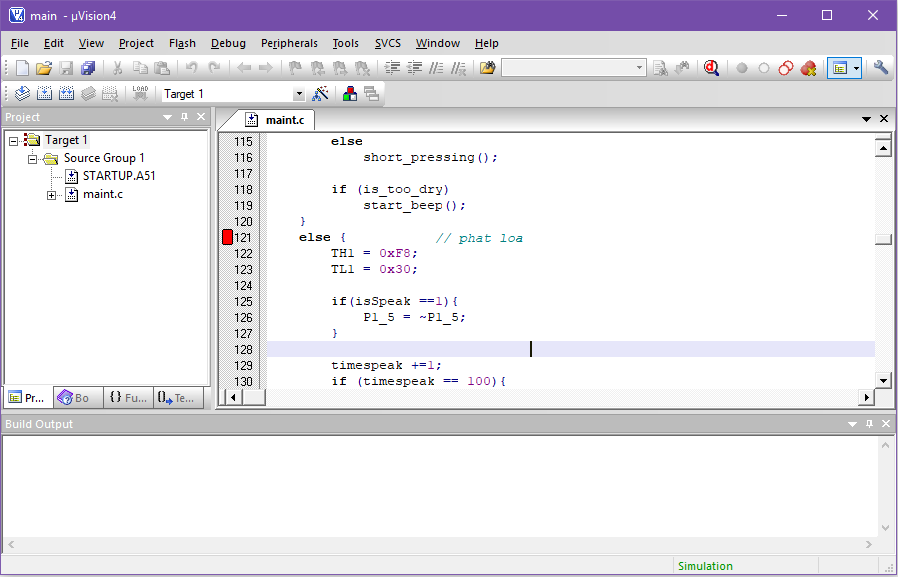 main  - µVision4
File Edit View Project Flash Debug Peripherals Tools SVCS Window Help
LOAD Target 1
Project
Target 1
Source Group 1
STARTUP.A51
maint.c
Pr... Bo {} Fu... Te...
maint.c
115 else
116 short_pressing();
117
118 if (is_too_dry)
119 start_beep();
120 }
121 else { // phat loa
122 TH1 = 0xF8;
123 TL1 = 0x30;
124
125 if(isSpeak ==1){
126 P1_5 = ~P1_5;
127 }
128
129 timespeak +=1;
130 if (timespeak == 100){
Build Output
Simulation